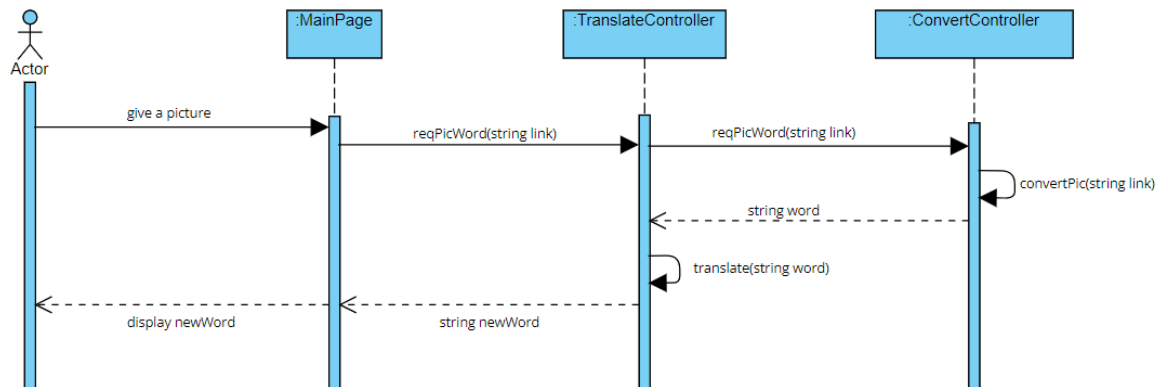 :MainPage
:TranslateController
:ConvertController
Actor
give a picture
reqPicWord(string link)
reqPicWord(string link)
convertPic(string link)
string word
translate(string word)
display newWord
string newWord